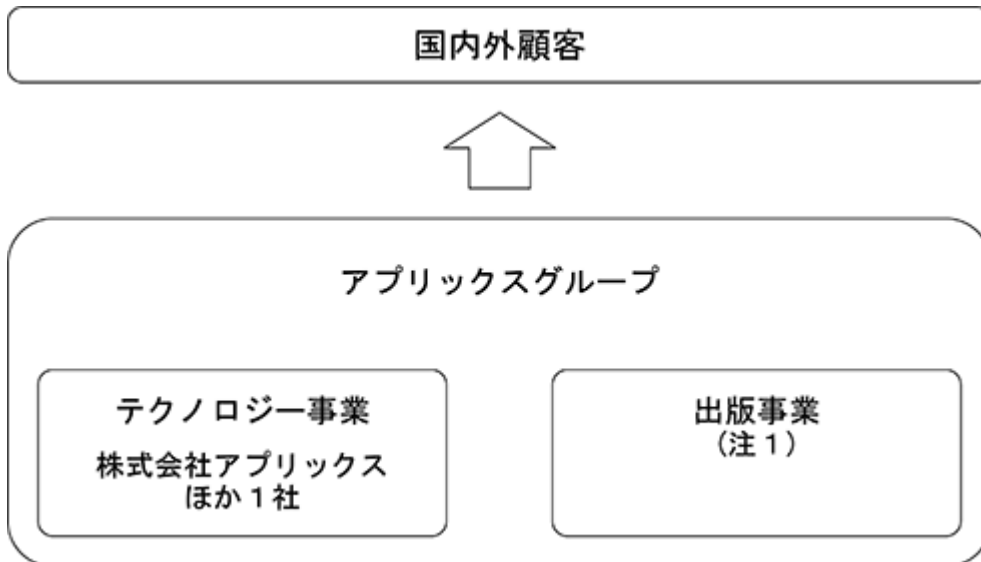 国内外顧客
アプリックスグループ
テクノロジー事業
株式会社アプリックス
ほか１社
出版事業
（注１）